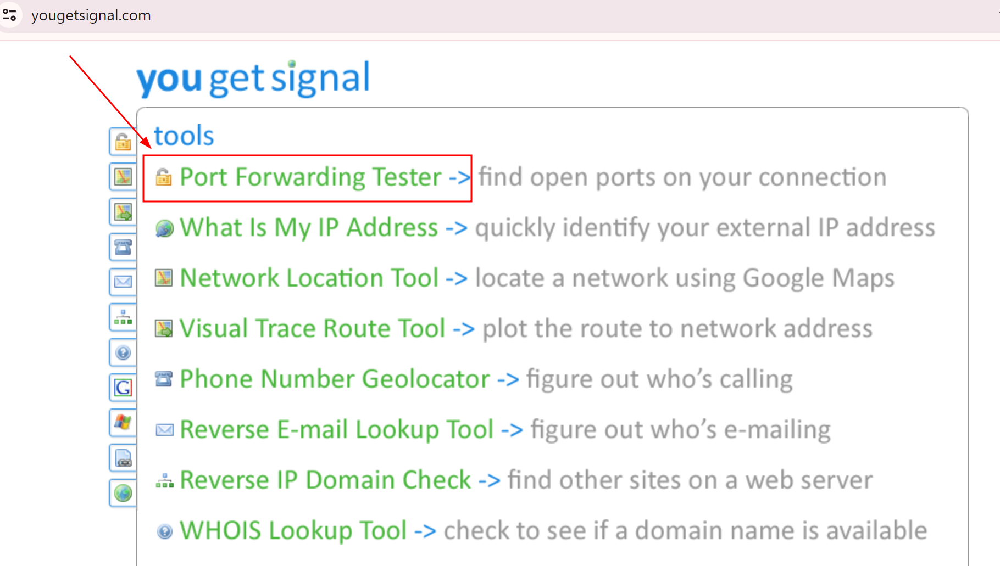 yougetsignal.com
you get signal
tools
Port Forwarding Tester -> find open ports on your connection
What Is My IP Address -> quickly identify your external IP address
Network Location Tool -> locate a network using Google Maps
Visual Trace Route Tool -> plot the route to network address
Phone Number Geolocator -> figure out who’s calling
Reverse E-mail Lookup Tool -> figure out who’s e-mailing
Reverse IP Domain Check -> find other sites on a web server
G
WHOIS Lookup Tool -> check to see if a domain name is available